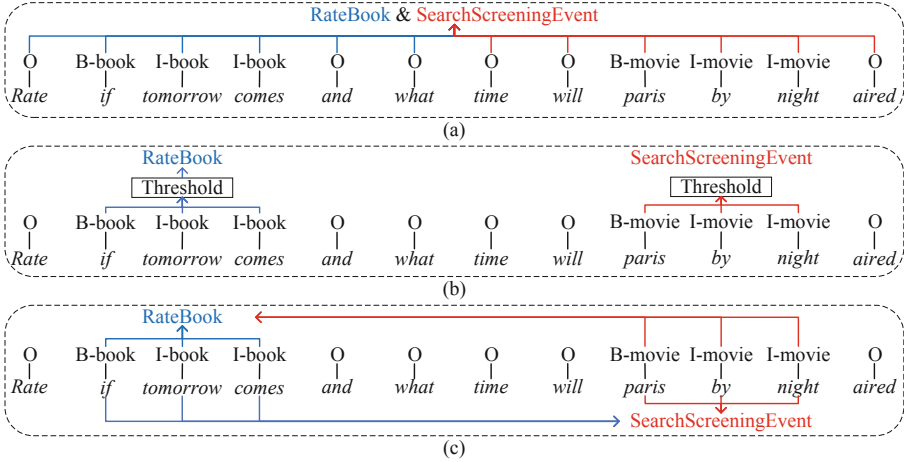 RateBook & SearchScreeningEvent
O B-book I-book I-book O O O O B-movie I-movie I-movie O
Rate if tomorrow comes and what time will paris by night aired
(a)
RateBook SearchScreeningEvent
Threshold Threshold
O B-book I-book I-book O O O O B-movie I-movie I-movie O
Rate if tomorrow comes and what time will paris by night aired
(b)
RateBook
O B-book I-book I-book O O O O B-movie I-movie I-movie O
Rate if tomorrow comes and what time will paris by night aired
SearchScreeningEvent
(c)